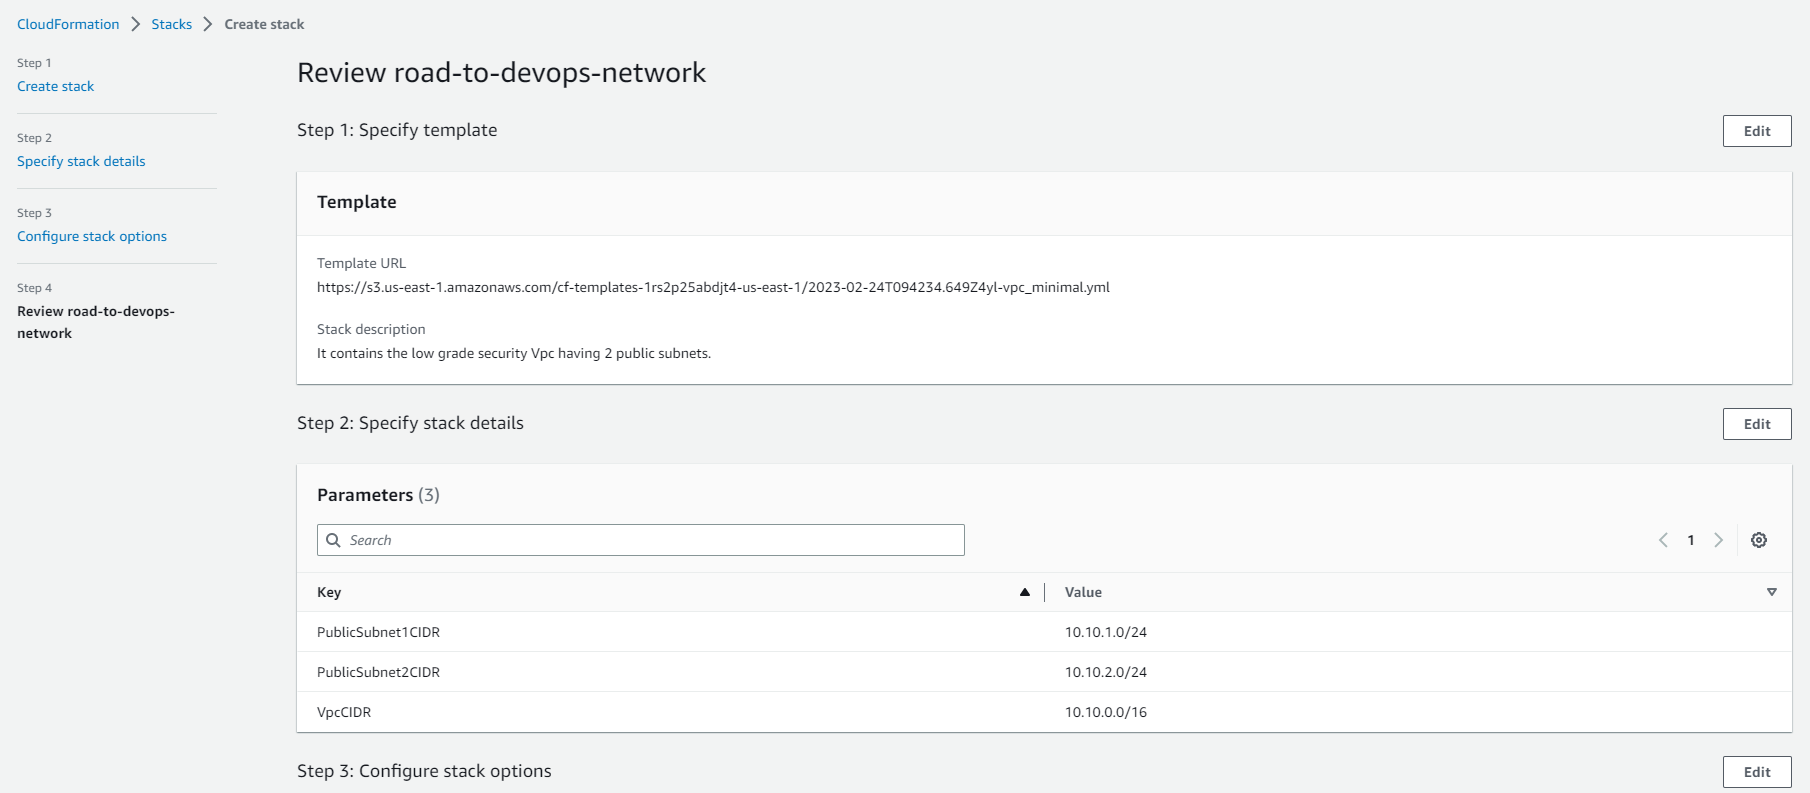 CloudFormation Stacks Create stack
Step 1
Create stack
Step 2
Specify stack details
Step 3
Configure stack options
Step 4
Review road-to-devops-
network
Review road-to-devops-network
Step 1: Specify template
Edit
Template
Template URL
https://s3.us-east-1.amazonaws.com/cf-templates-1rs2p25abdjt4-us-east-1/2023-02-24T094234.649Z4yl-vpc_minimal.yml
Stack description
It contains the low grade security Vpc having 2 public subnets.
Step 2: Specify stack details
Edit
Parameters (3)
Search
1
Key Value
PublicSubnet1CIDR 10.10.1.0/24
PublicSubnet2CIDR 10.10.2.0/24
VpcCIDR 10.10.0.0/16
Step 3: Configure stack options
Edit